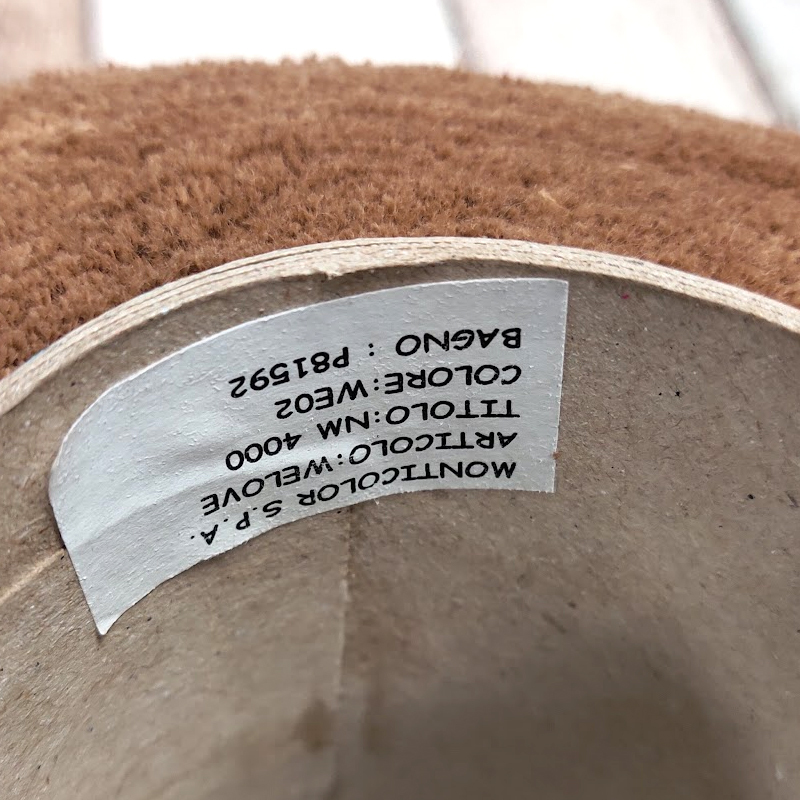 MONTICOLOR S.P.A.
ARTICOLO:WELOVE
TITOLO:NM 4000
COLORE:WE02
BAGNO : P81592